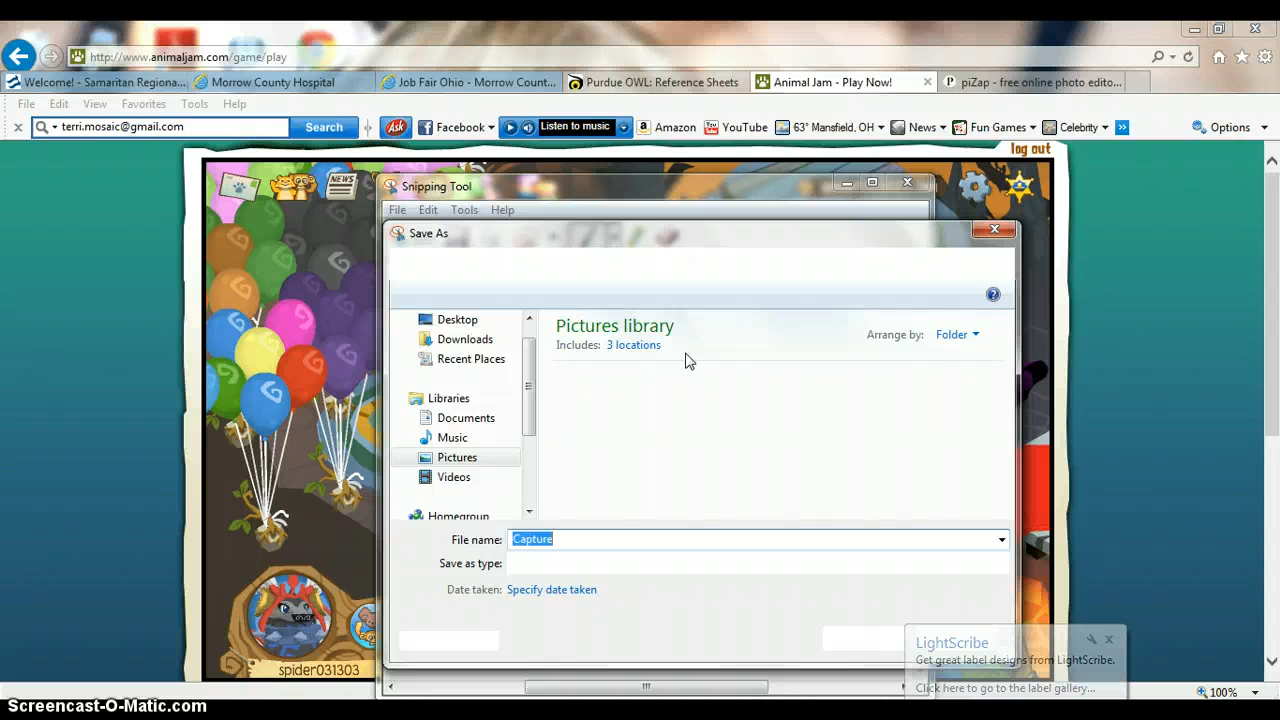 http://www.animaljam.com/game/play
Welcome! - Samaritan Regiona... Morrow County Hospital Job Fair Ohio - Morrow Count... Purdue OWL: Reference Sheets Animal Jam - Play Now! piZap - free online photo edito...
File Edit View Favorites Tools Help
terri.mosaic@gmail.com Search Ask Facebook Listen to music Amazon YouTube 63° Mansfield, OH News Fun Games Celebrity Options
log out
NEWS
Snipping Tool
File Edit Tools Help
Save As
Desktop
Downloads
Recent Places
Libraries
Documents
Music
Pictures
Videos
Homegroup
Pictures library
Includes: 3 locations
Arrange by: Folder
File name: Capture
Save as type:
Date taken: Specify date taken
LightScribe
Get great label designs from LightScribe.
Click here to go to the label gallery...
spider031303
100%
Screencast-O-Matic.com